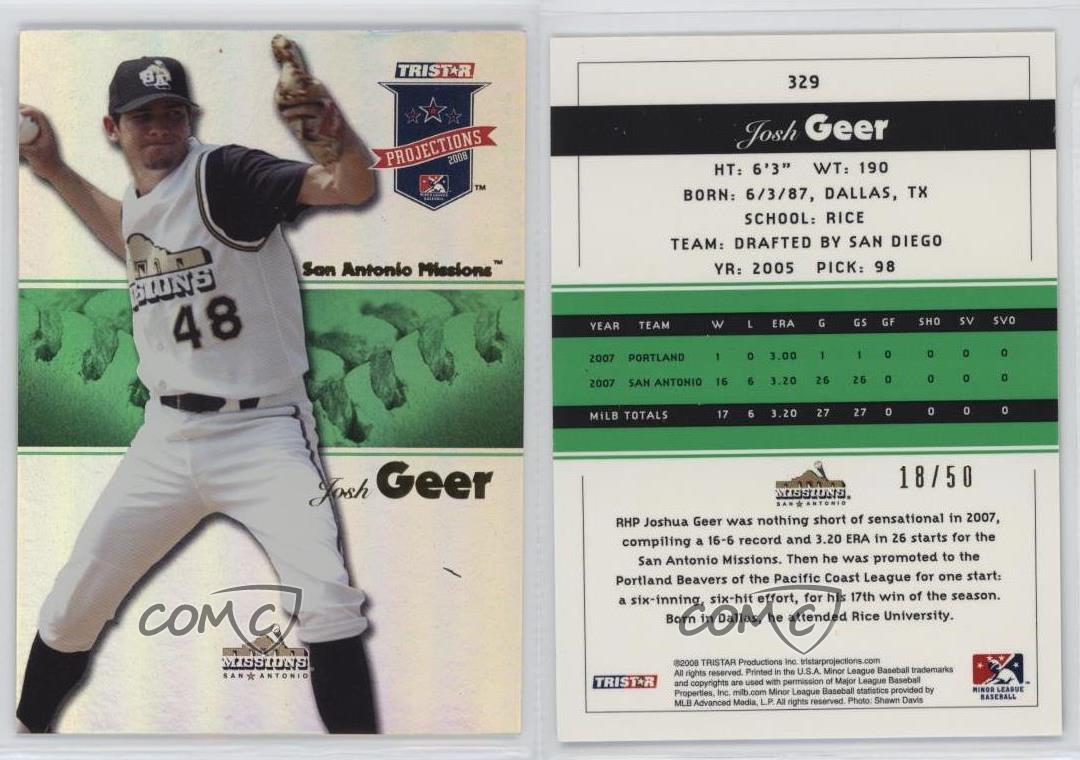 TRISTAR
PROJECTIONS
2008
MINOR LEAGUE
BASEBALL
TM
San Antonio Missions™
MISSIONS
48
Josh Geer
COMC
MISSIONS
SAN ★ ANTONIO
329
Josh Geer
HT: 6'3" WT: 190
BORN: 6/3/87, DALLAS, TX
SCHOOL: RICE
TEAM: DRAFTED BY SAN DIEGO
YR: 2005 PICK: 98
YEAR TEAM W L ERA G GS GF SHO SV SVO
2007 PORTLAND 1 0 3.00 1 1 0 0 0 0
2007 SAN ANTONIO 16 6 3.20 26 26 0 0 0 0
MiLB TOTALS 17 6 3.20 27 27 0 0 0 0
MISSIONS
SAN ★ ANTONIO
18/50
RHP Joshua Geer was nothing short of sensational in 2007,
compiling a 16-6 record and 3.20 ERA in 26 starts for the
San Antonio Missions. Then he was promoted to the
Portland Beavers of the Pacific Coast League for one start:
a six-inning, six-hit effort, for his 17th win of the season.
Born in Dallas, he attended Rice University.
COMC
TRISTAR
©2008 TRISTAR Productions Inc. tristarprojections.com
All rights reserved. Printed in the U.S.A. Minor League Baseball trademarks
and copyrights are used with permission of Major League Baseball
Properties, Inc. milb.com Minor League Baseball statistics provided by
MLB Advanced Media, L.P. All rights reserved. Photo: Shawn Davis
MINOR LEAGUE
BASEBALL